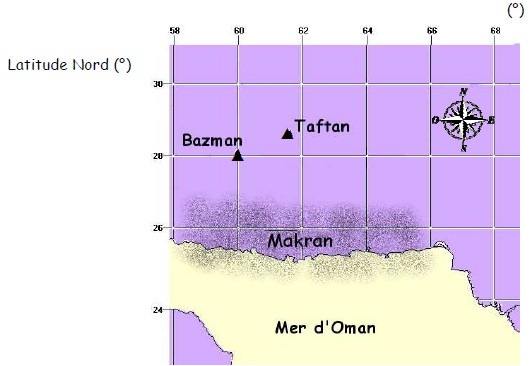 (°)
58 60 62 64 66 68
Latitude Nord (°)
30
N
O E
S
Taftan
Bazman
28
26
Makran
24
Mer d'Oman